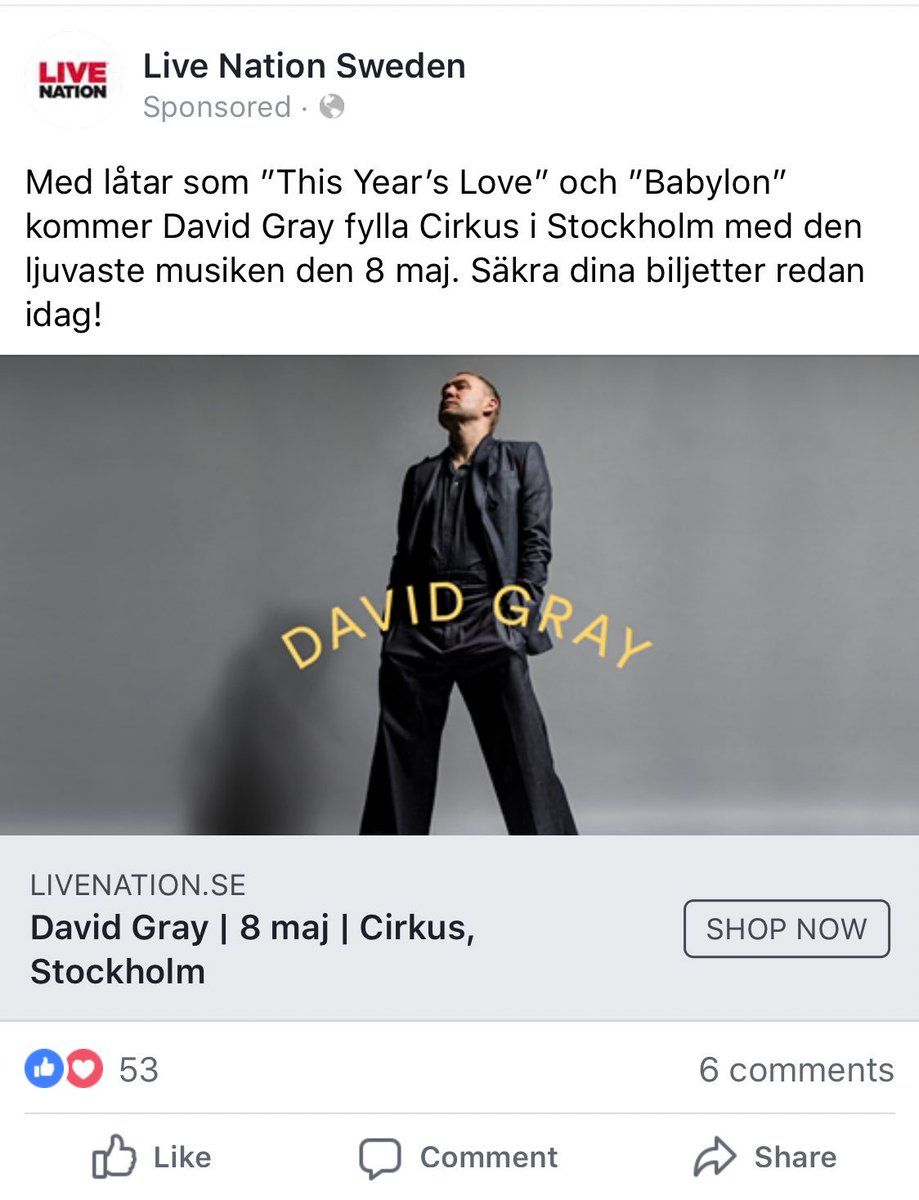 LIVE
NATION
Live Nation Sweden
Sponsored ·
Med låtar som ”This Year’s Love” och ”Babylon”
kommer David Gray fylla Cirkus i Stockholm med den
ljuvaste musiken den 8 maj. Säkra dina biljetter redan
idag!
DAVID GRAY
LIVENATION.SE
David Gray | 8 maj | Cirkus,
Stockholm
SHOP NOW
53
6 comments
Like
Comment
Share